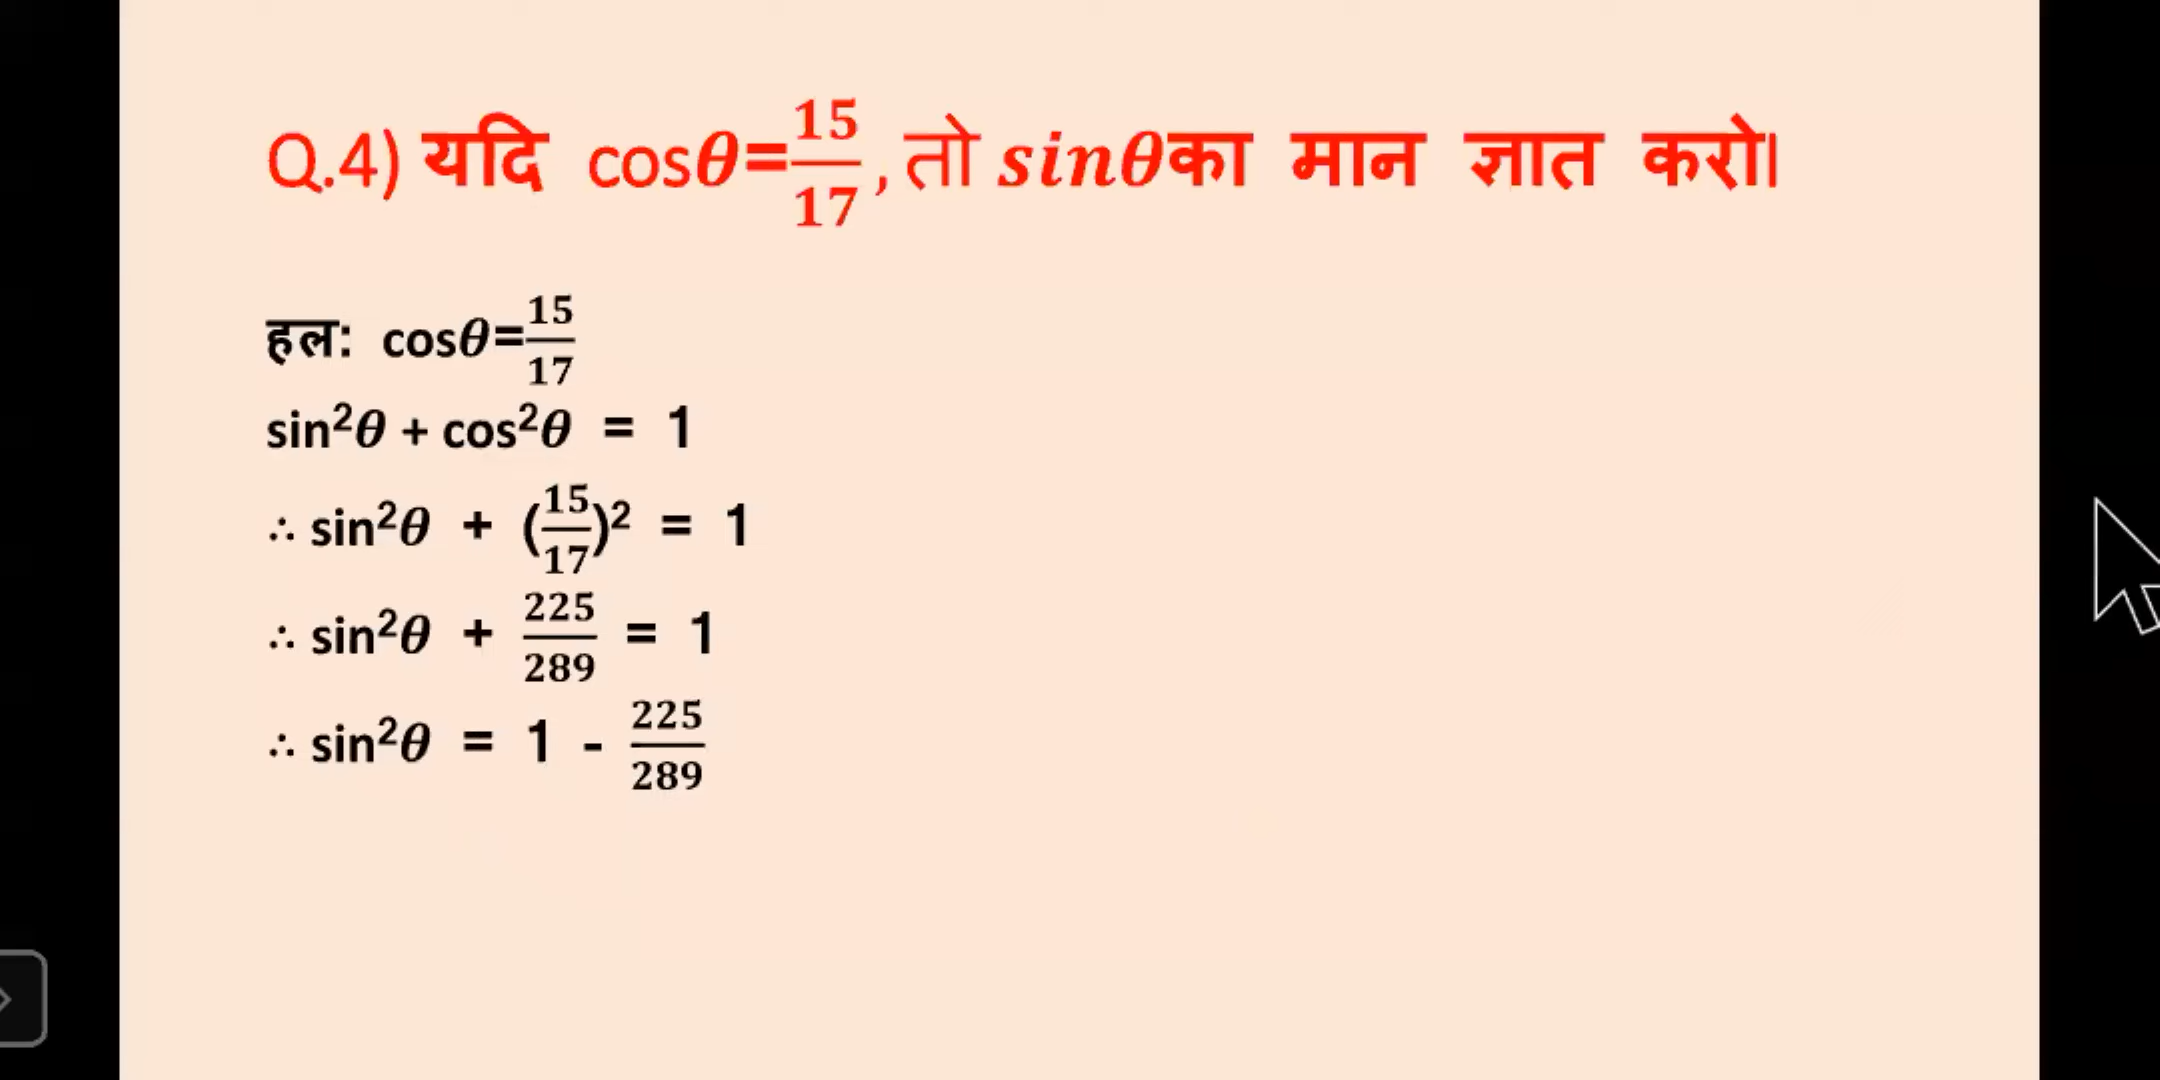 Q.4) यदि cosθ=15/17, तो sinθका मान ज्ञात करो।
हल: cosθ=15/17
sin²θ + cos²θ = 1
∴ sin²θ + (15/17)² = 1
∴ sin²θ + 225/289 = 1
∴ sin²θ = 1 - 225/289